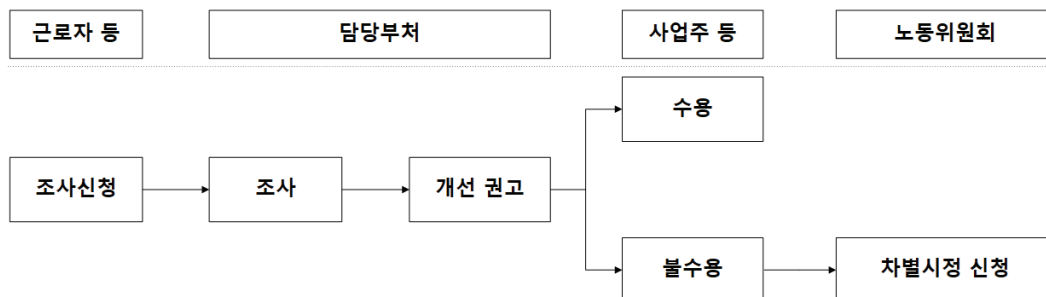 근로자 등
담당부처
사업주 등
노동위원회
수용
조사신청
조사
개선 권고
불수용
차별시정 신청